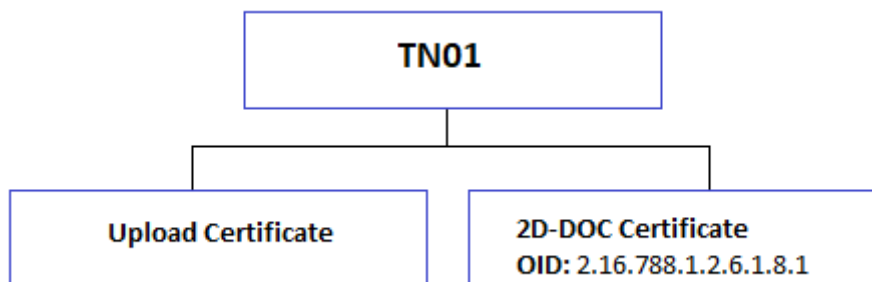 TN01
Upload Certificate
2D-DOC Certificate
OID: 2.16.788.1.2.6.1.8.1